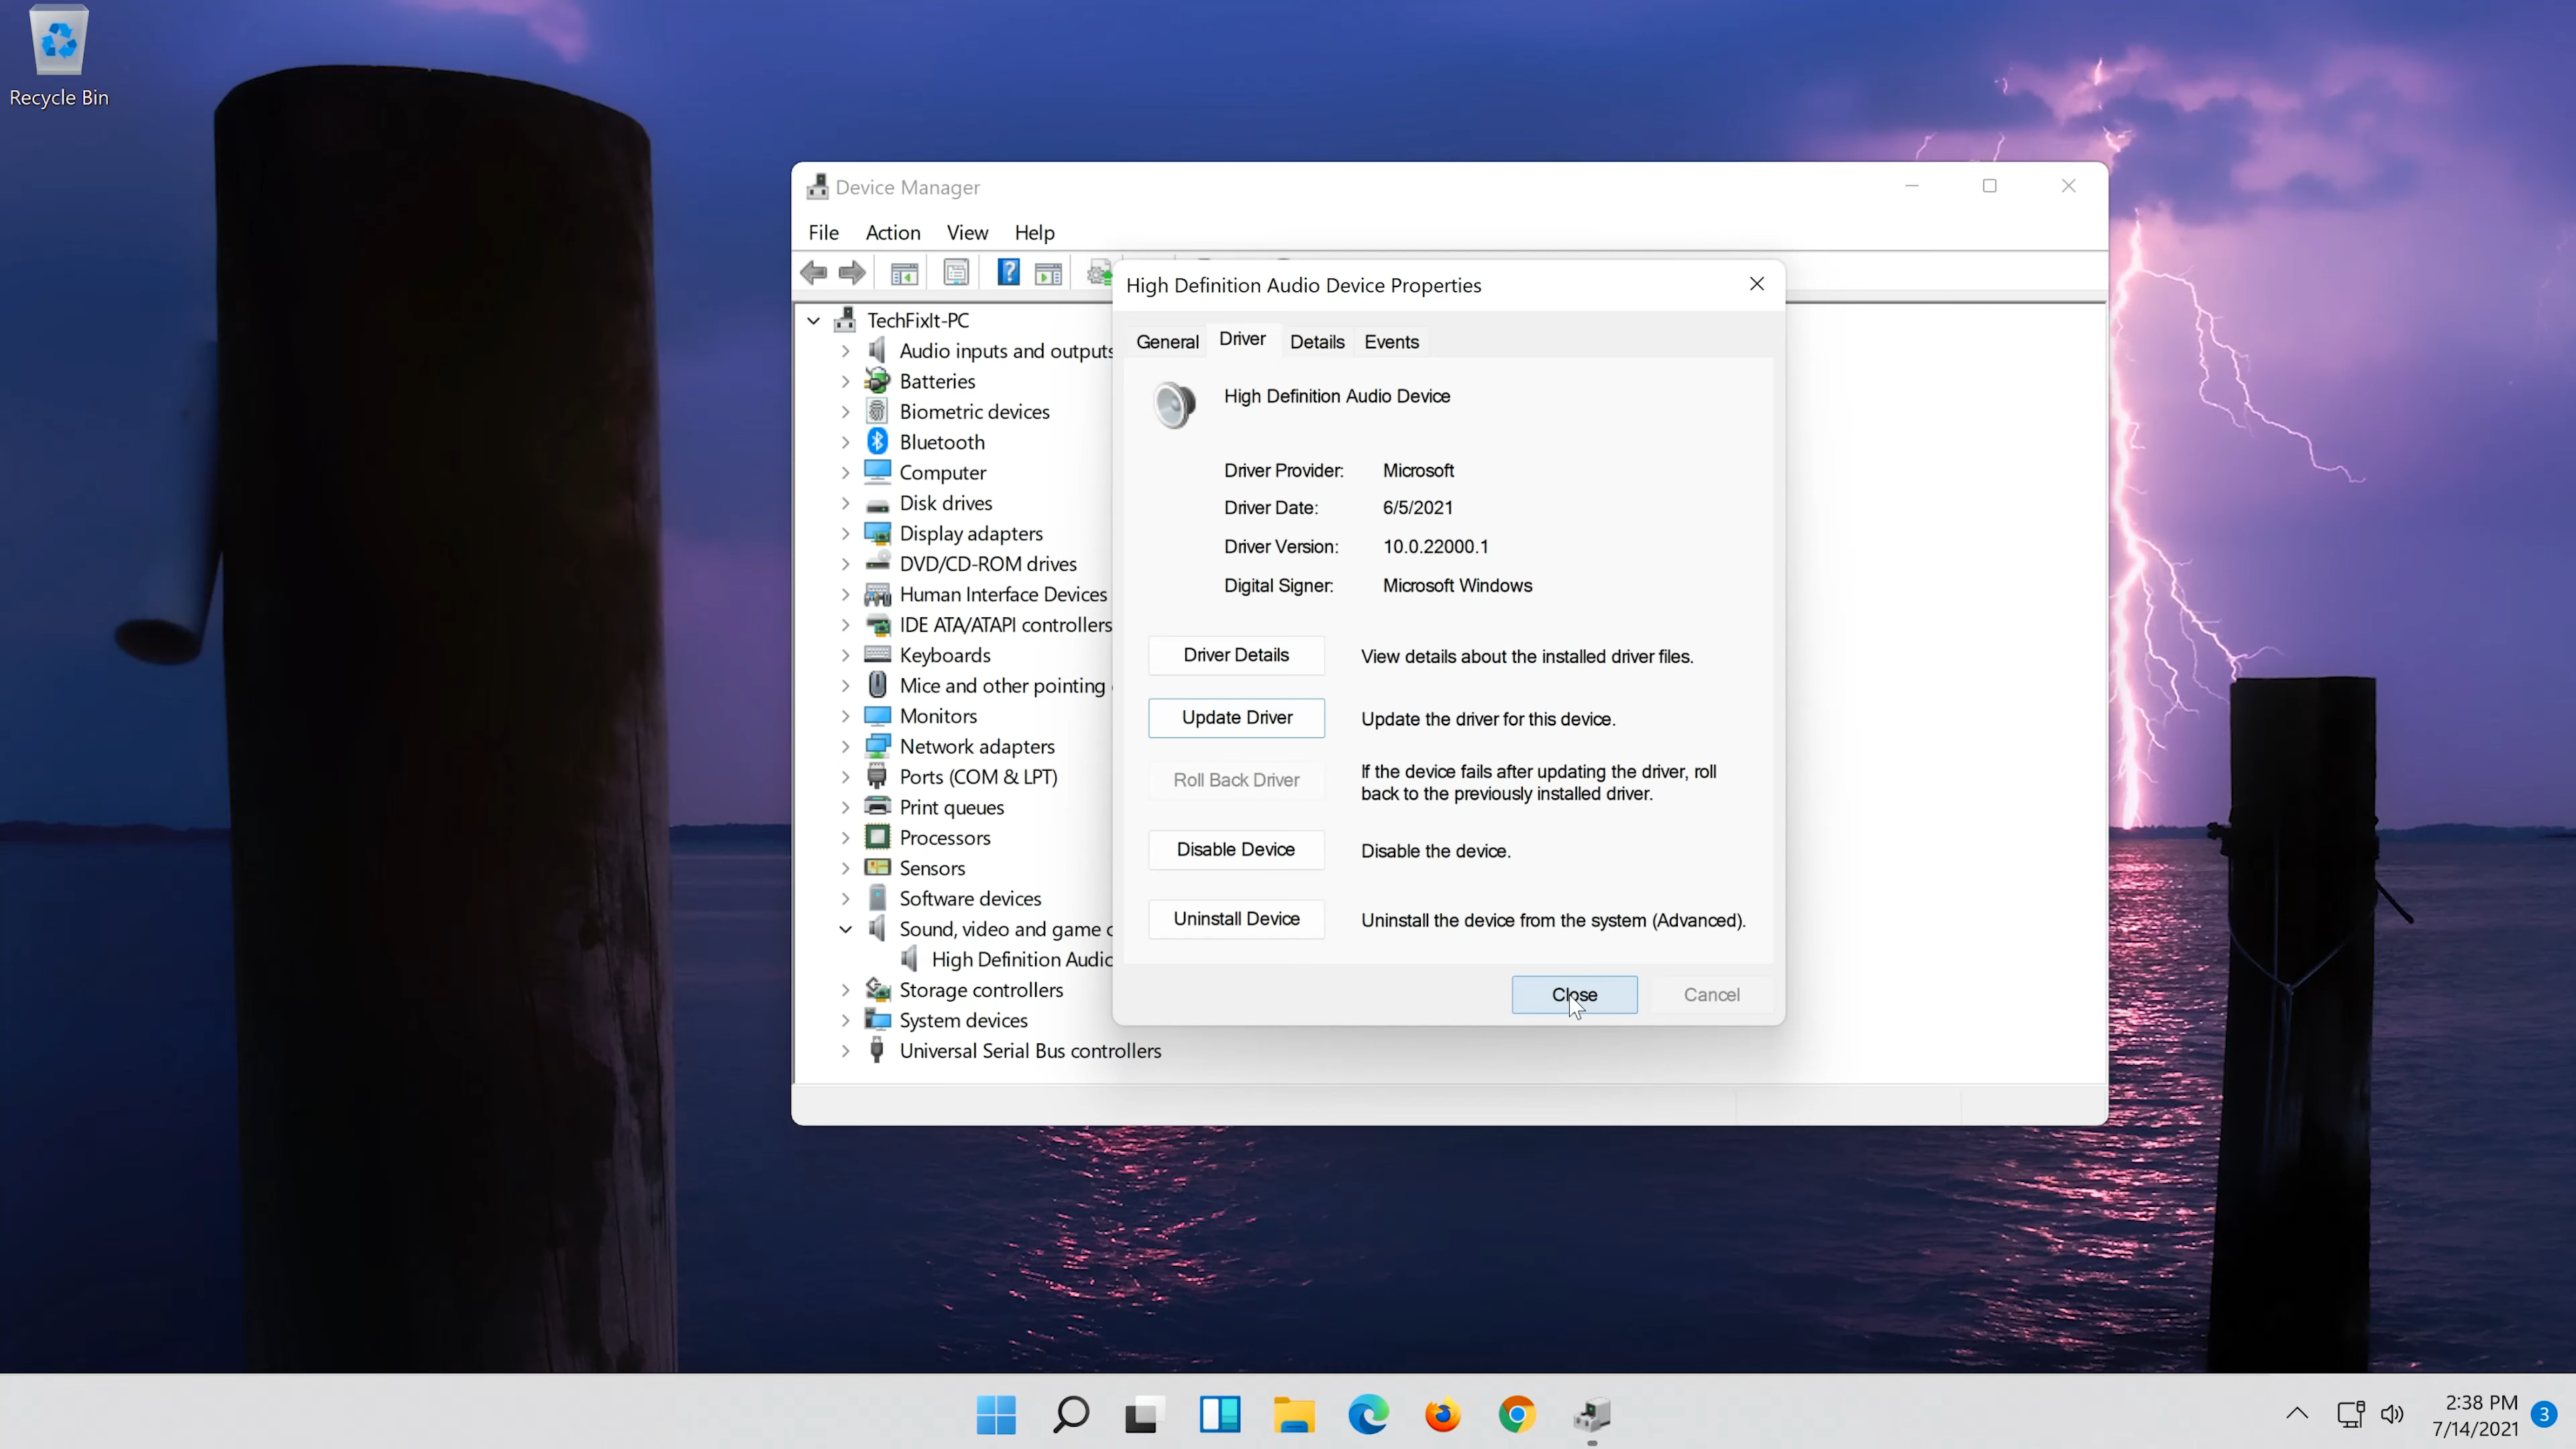 Recycle Bin
Device Manager
File Action View Help
High Definition Audio Device Properties
General Driver Details Events
High Definition Audio Device
Driver Provider: Microsoft
Driver Date: 6/5/2021
Driver Version: 10.0.22000.1
Digital Signer: Microsoft Windows
Driver Details View details about the installed driver files.
Update Driver Update the driver for this device.
Roll Back Driver If the device fails after updating the driver, roll
back to the previously installed driver.
Disable Device Disable the device.
Uninstall Device Uninstall the device from the system (Advanced).
Close Cancel
TechFixIt-PC
Audio inputs and outputs
Batteries
Biometric devices
Bluetooth
Computer
Disk drives
Display adapters
DVD/CD-ROM drives
Human Interface Devices
IDE ATA/ATAPI controllers
Keyboards
Mice and other pointing
Monitors
Network adapters
Ports (COM & LPT)
Print queues
Processors
Sensors
Software devices
Sound, video and game c
High Definition Audio
Storage controllers
System devices
Universal Serial Bus controllers
2:38 PM
7/14/2021
3